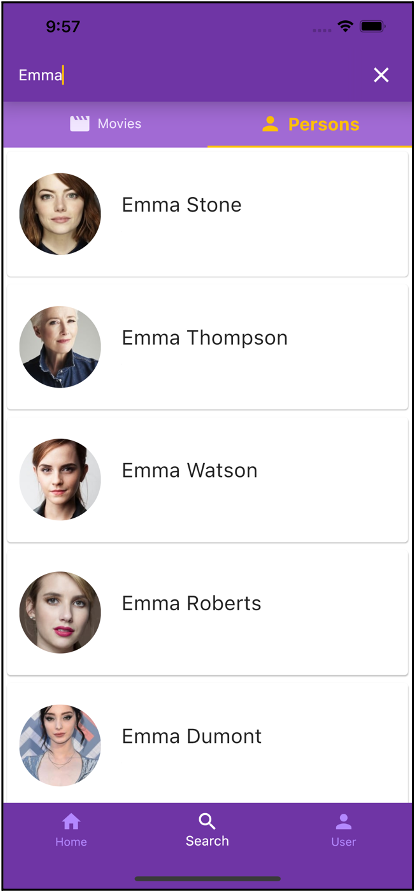 9:57
Emma
Movies
Persons
Emma Stone
Emma Thompson
Emma Watson
Emma Roberts
Emma Dumont
Home
Search
User